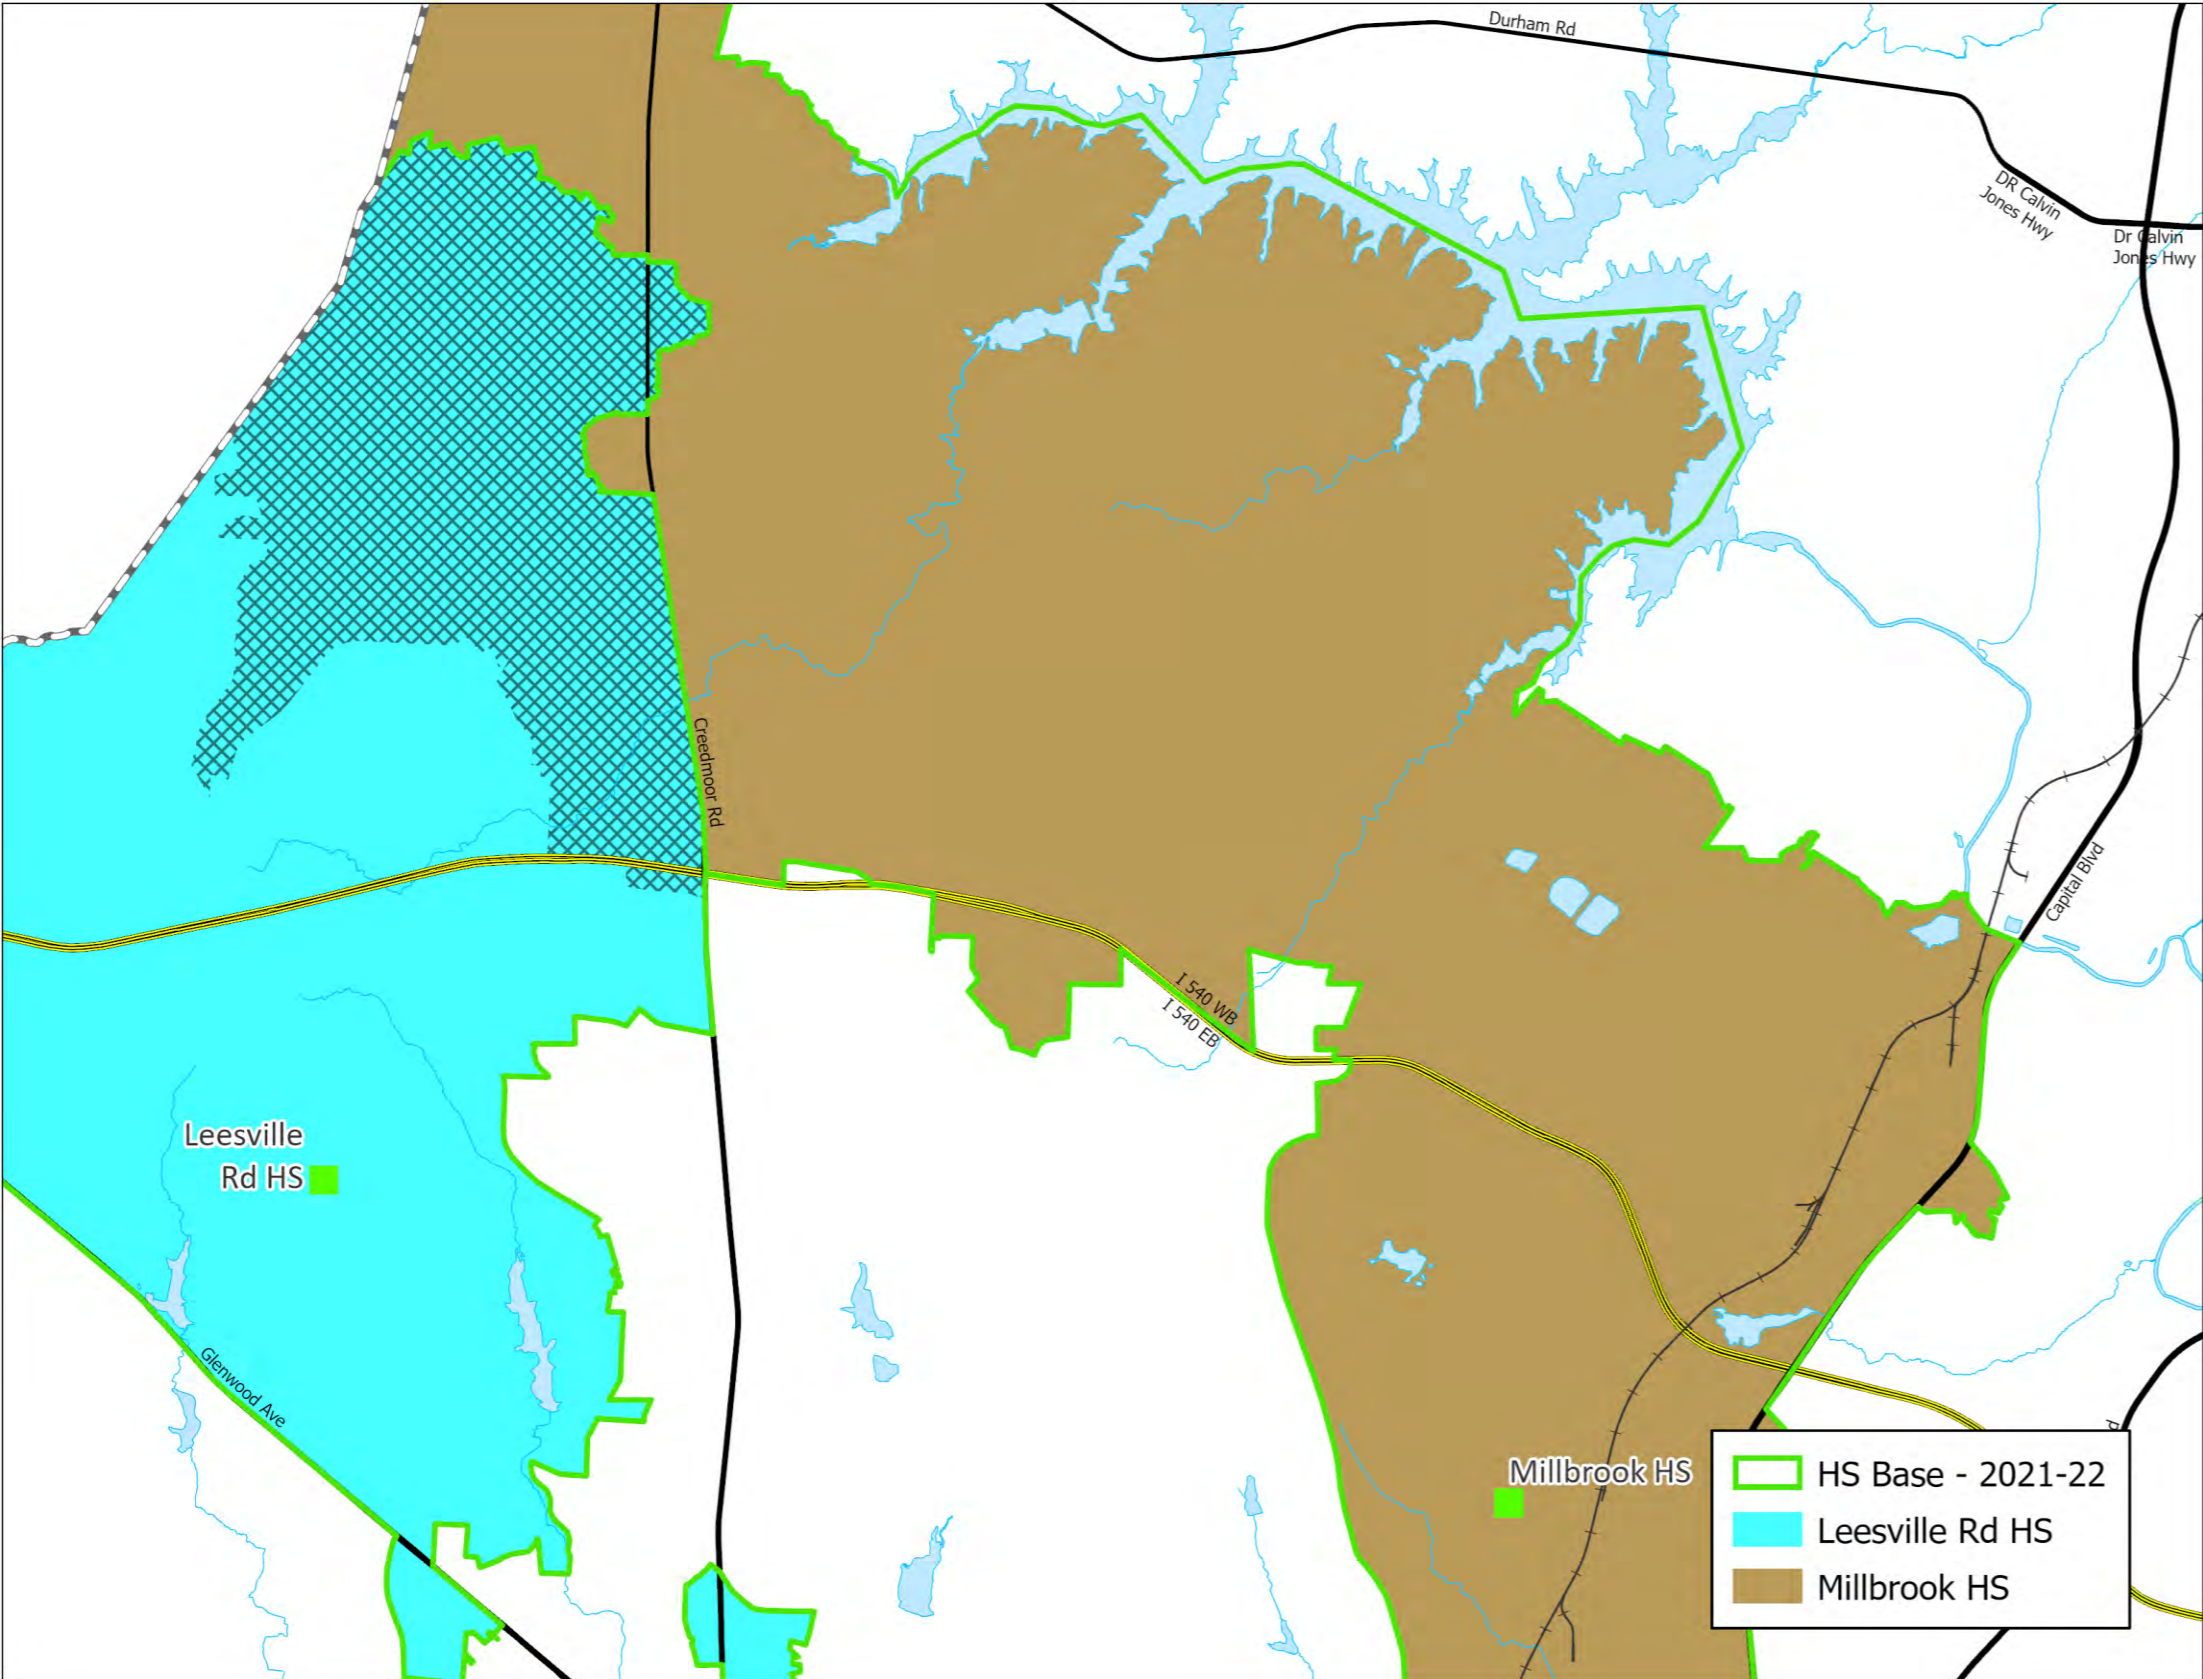 Durham Rd
DR Calvin
Jones Hwy
Dr Calvin
Jones Hwy
Creedmoor Rd
Capital Blvd
I 540 WB
I 540 EB
Leesville
Rd HS
Glenwood Ave
Millbrook HS
d
HS Base - 2021-22
Leesville Rd HS
Millbrook HS